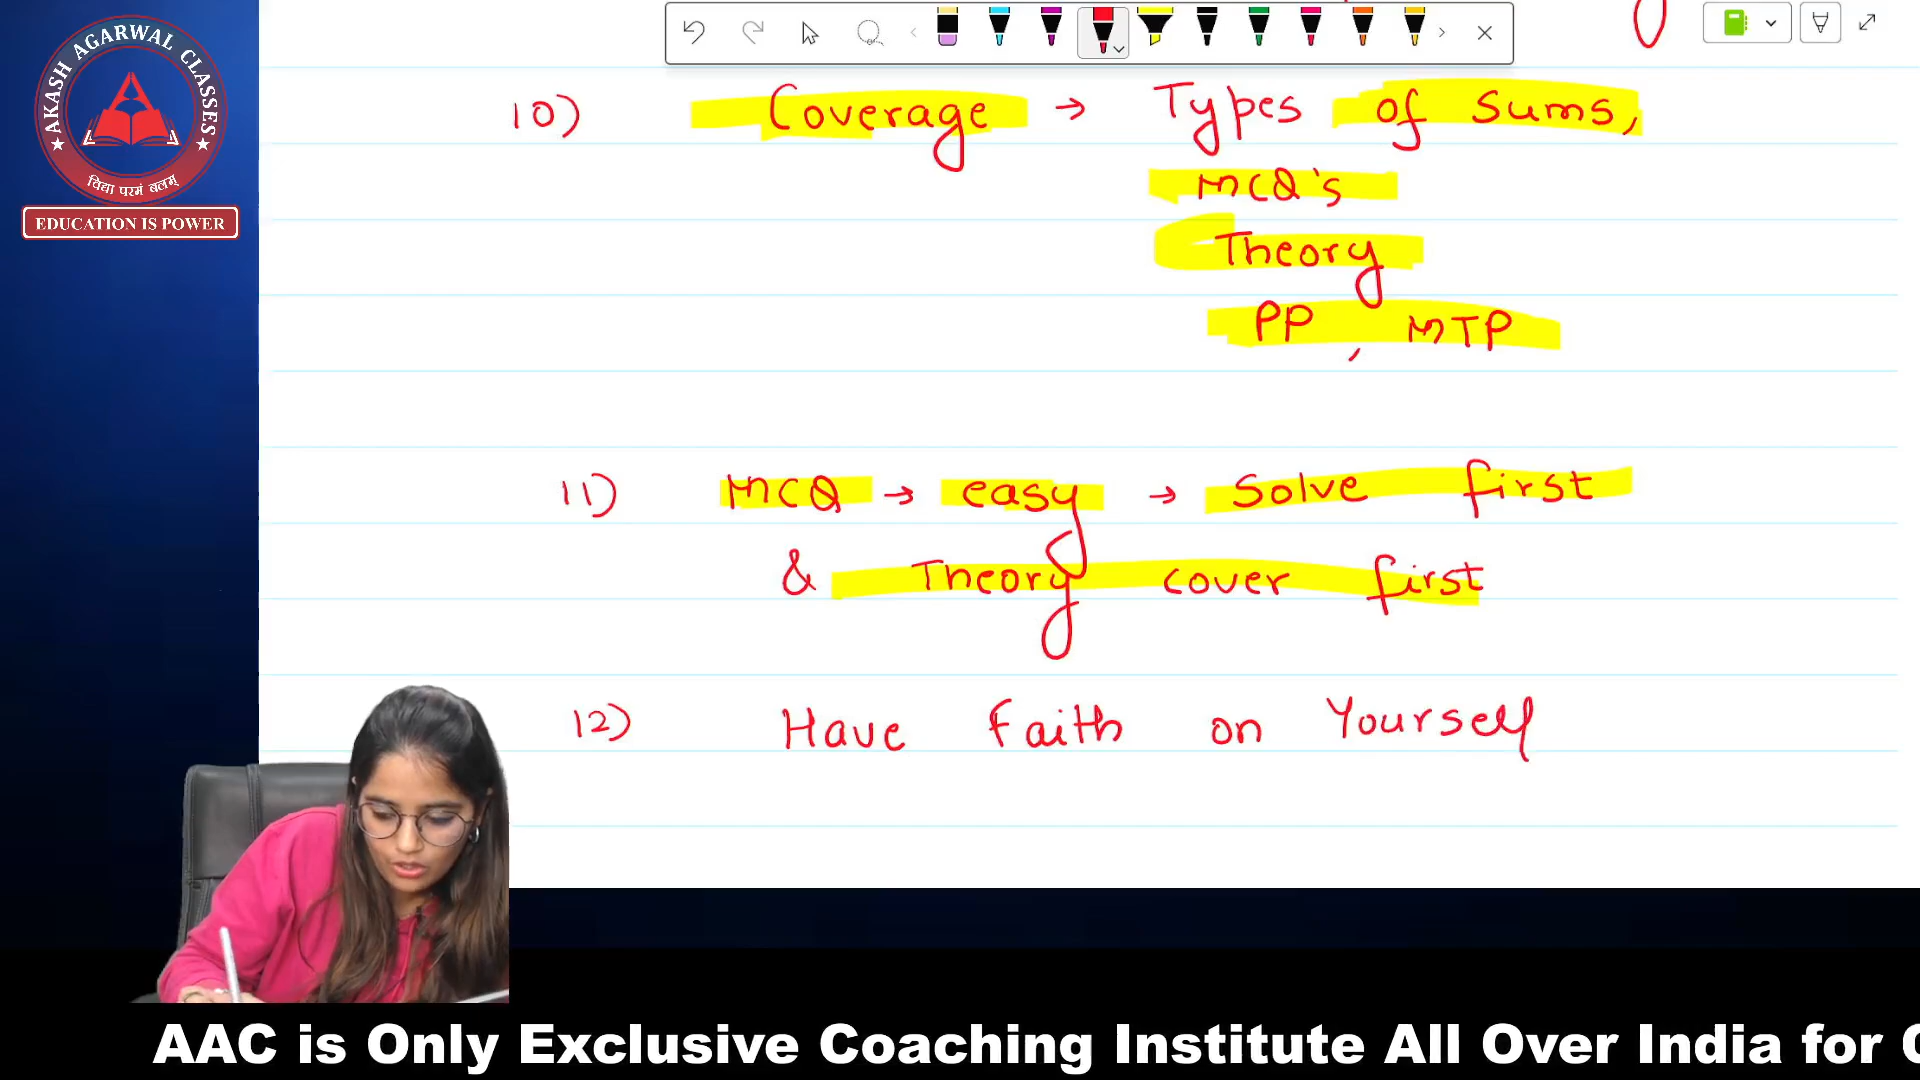 AKASH AGARWAL CLASSES
विद्या परमं बलम्
EDUCATION IS POWER
10) Coverage → Types of Sums,
MCQ's
Theory
PP, MTP
11) MCQ → easy → Solve first
& Theory cover first
12) Have Faith on Yourself
AAC is Only Exclusive Coaching Institute All Over India for